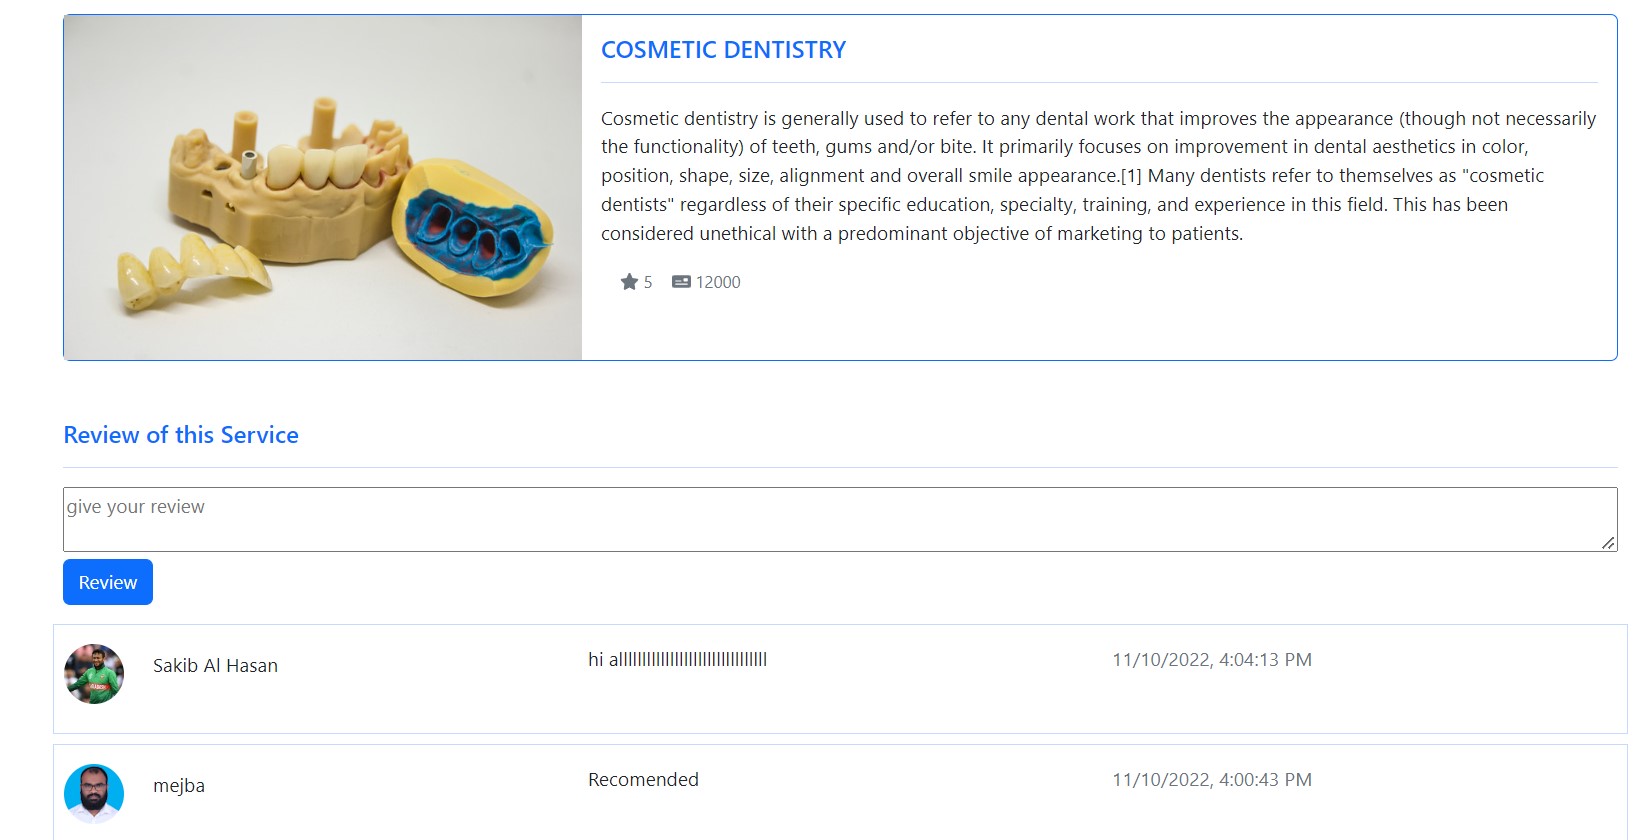 COSMETIC DENTISTRY
Cosmetic dentistry is generally used to refer to any dental work that improves the appearance (though not necessarily
the functionality) of teeth, gums and/or bite. It primarily focuses on improvement in dental aesthetics in color,
position, shape, size, alignment and overall smile appearance.[1] Many dentists refer to themselves as "cosmetic
dentists" regardless of their specific education, specialty, training, and experience in this field. This has been
considered unethical with a predominant objective of marketing to patients.
5 12000
Review of this Service
give your review
Review
Sakib Al Hasan hi allllllllllllllllllllllllllllllll 11/10/2022, 4:04:13 PM
mejba Recomended 11/10/2022, 4:00:43 PM